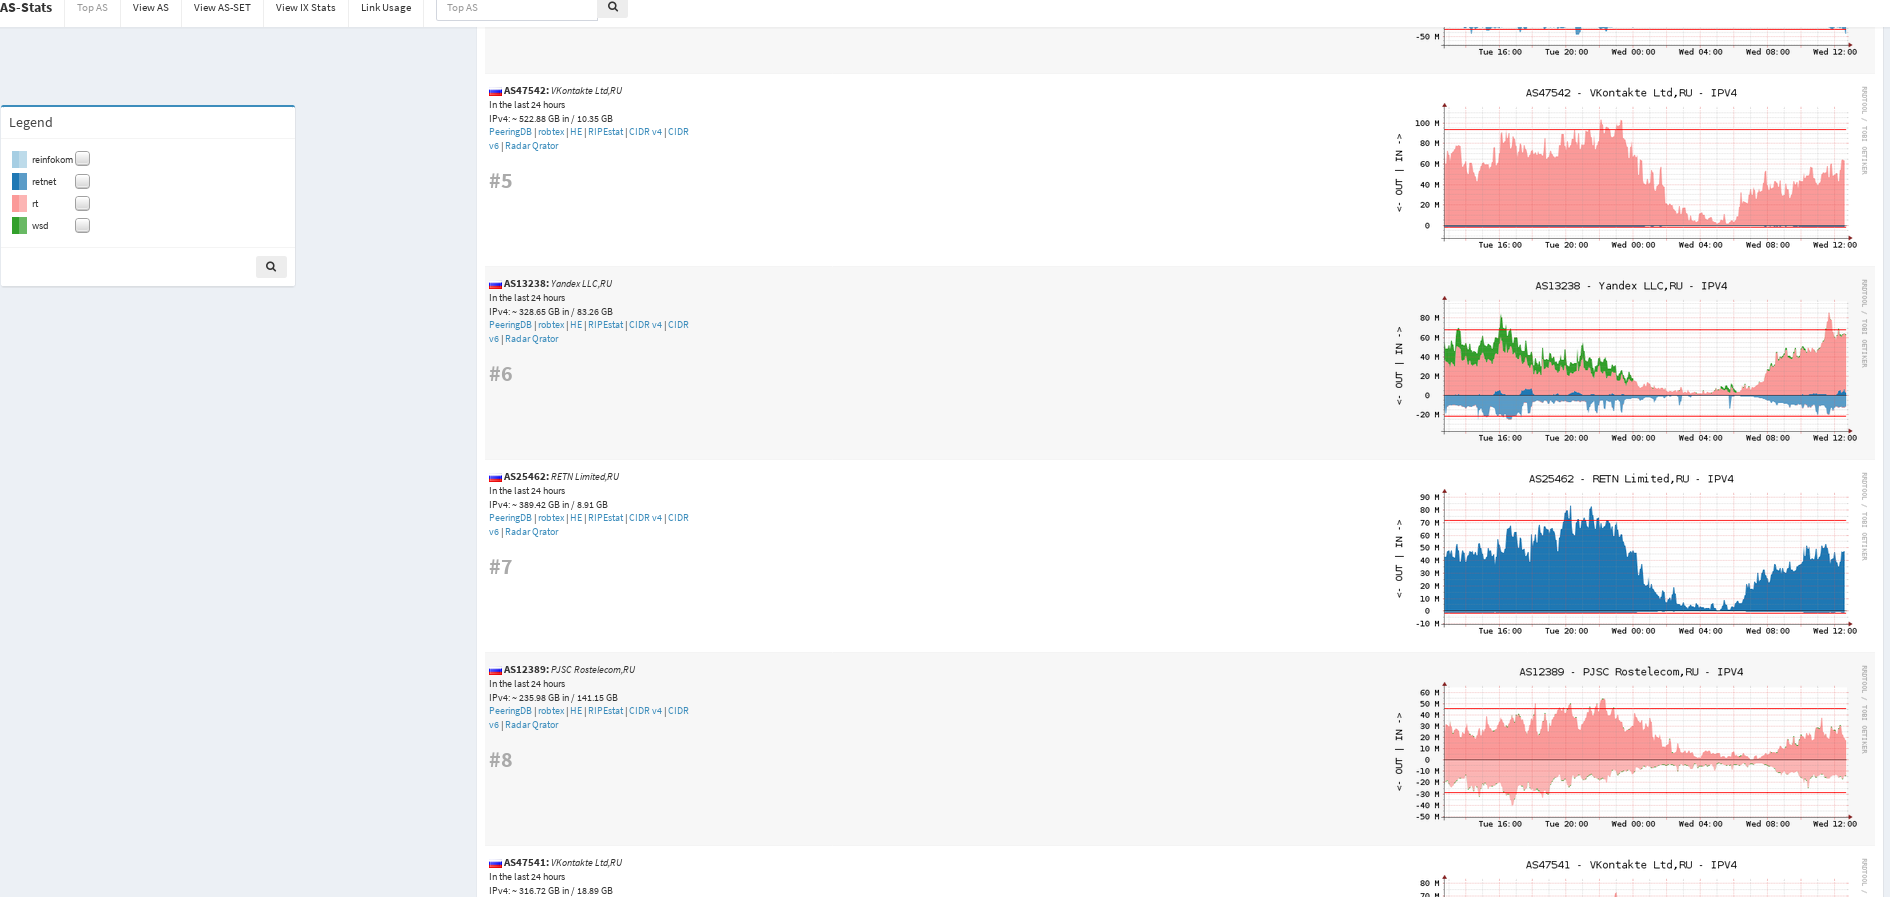 AS-Stats Top AS View AS View AS-SET View IX Stats Link Usage Top AS
Legend
reinfokom
retnet
rt
wsd
-50 M
Tue 16:00 Tue 20:00 Wed 00:00 Wed 04:00 Wed 08:00 Wed 12:00
AS47542: VKontakte Ltd,RU
In the last 24 hours
IPv4: ~ 522.88 GB in / 10.35 GB
PeeringDB | robtex | HE | RIPEstat | CIDR v4 | CIDR
v6 | Radar Qrator
#5
AS47542 - VKontakte Ltd,RU - IPV4
RRDTOOL / TOBI OETIKER
<- OUT | IN ->
100 M
80 M
60 M
40 M
20 M
0
Tue 16:00 Tue 20:00 Wed 00:00 Wed 04:00 Wed 08:00 Wed 12:00
AS13238: Yandex LLC,RU
In the last 24 hours
IPv4: ~ 328.65 GB in / 83.26 GB
PeeringDB | robtex | HE | RIPEstat | CIDR v4 | CIDR
v6 | Radar Qrator
#6
AS13238 - Yandex LLC,RU - IPV4
RRDTOOL / TOBI OETIKER
<- OUT | IN ->
80 M
60 M
40 M
20 M
0
-20 M
Tue 16:00 Tue 20:00 Wed 00:00 Wed 04:00 Wed 08:00 Wed 12:00
AS25462: RETN Limited,RU
In the last 24 hours
IPv4: ~ 389.42 GB in / 8.91 GB
PeeringDB | robtex | HE | RIPEstat | CIDR v4 | CIDR
v6 | Radar Qrator
#7
AS25462 - RETN Limited,RU - IPV4
RRDTOOL / TOBI OETIKER
<- OUT | IN ->
90 M
80 M
70 M
60 M
50 M
40 M
30 M
20 M
10 M
0
-10 M
Tue 16:00 Tue 20:00 Wed 00:00 Wed 04:00 Wed 08:00 Wed 12:00
AS12389: PJSC Rostelecom,RU
In the last 24 hours
IPv4: ~ 235.98 GB in / 141.15 GB
PeeringDB | robtex | HE | RIPEstat | CIDR v4 | CIDR
v6 | Radar Qrator
#8
AS12389 - PJSC Rostelecom,RU - IPV4
RRDTOOL / TOBI OETIKER
<- OUT | IN ->
60 M
50 M
40 M
30 M
20 M
10 M
0
-10 M
-20 M
-30 M
-40 M
-50 M
Tue 16:00 Tue 20:00 Wed 00:00 Wed 04:00 Wed 08:00 Wed 12:00
AS47541: VKontakte Ltd,RU
In the last 24 hours
IPv4: ~ 316.72 GB in / 18.89 GB
AS47541 - VKontakte Ltd,RU - IPV4
RRDTOOL /
80 M
70 M